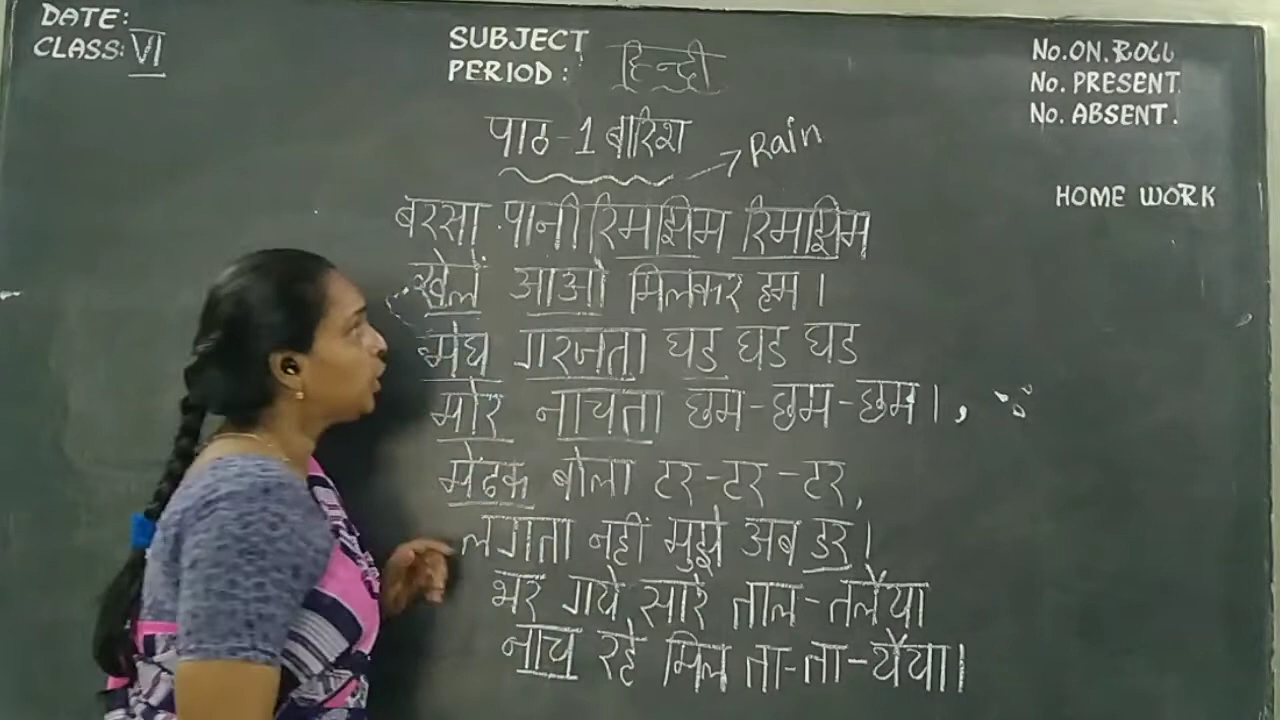 DATE:
CLASS: VI
SUBJECT
PERIOD: हिन्दी
No. ON. ROLL
No. PRESENT.
No. ABSENT.
HOME WORK
पाठ-1 बारिश → Rain
बरसा पानी रिमझिम रिमझिम
खेलें आओ मिलकर हम।
मेघ गरजता घड घड घड
मोर नाचता छम-छम-छम।,
मेंढक बोला टर-टर-टर,
लगता नहीं मुझे अब डर।
भर गये सारे ताल-तलैया
नाच रहे मिल ता-ता-थैया।